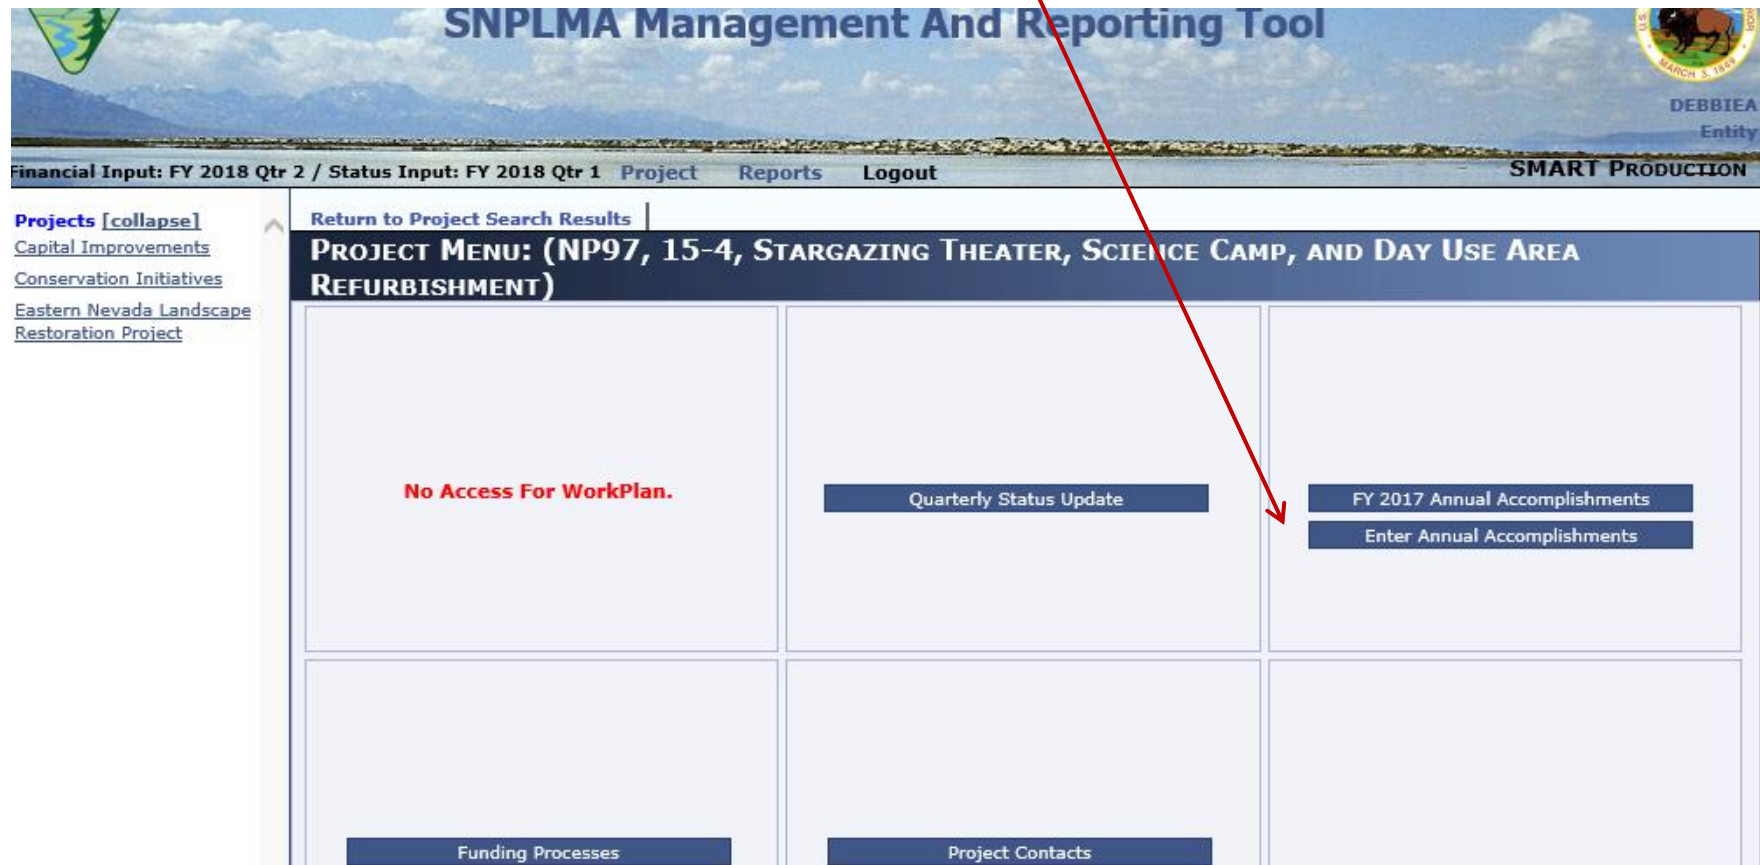 SNPLMA Management And Reporting Tool
MARCH 3, 1849
DEBBIEA
Entity
Financial Input: FY 2018 Qtr 2 / Status Input: FY 2018 Qtr 1 Project Reports Logout
SMART PRODUCTION
Projects [collapse]
Capital Improvements
Conservation Initiatives
Eastern Nevada Landscape
Restoration Project
Return to Project Search Results
PROJECT MENU: (NP97, 15-4, STARGAZING THEATER, SCIENCE CAMP, AND DAY USE AREA
REFURBISHMENT)
No Access For WorkPlan.
Quarterly Status Update
FY 2017 Annual Accomplishments
Enter Annual Accomplishments
Funding Processes
Project Contacts